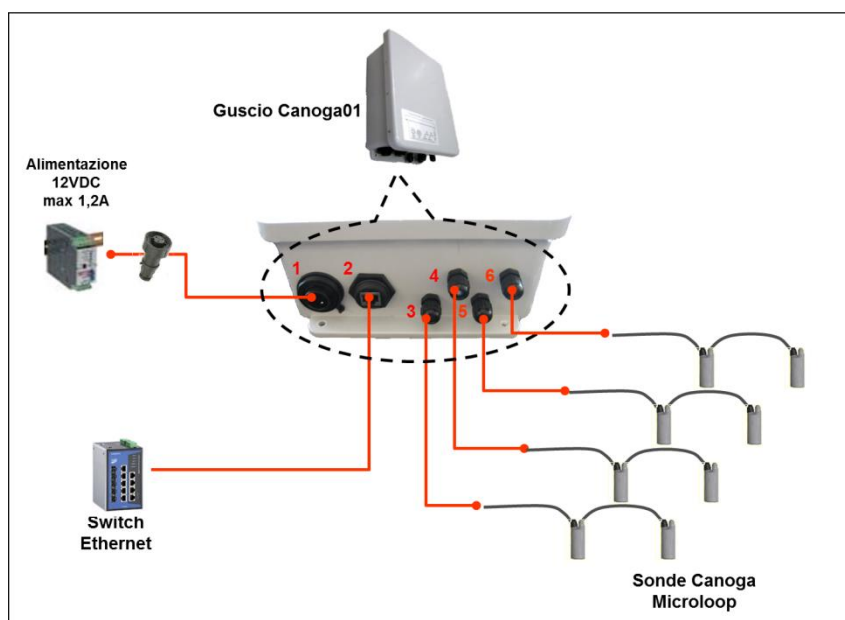 Guscio Canoga01
Alimentazione
12VDC
max 1,2A
1
2
3
4
5
6
Switch
Ethernet
Sonde Canoga
Microloop